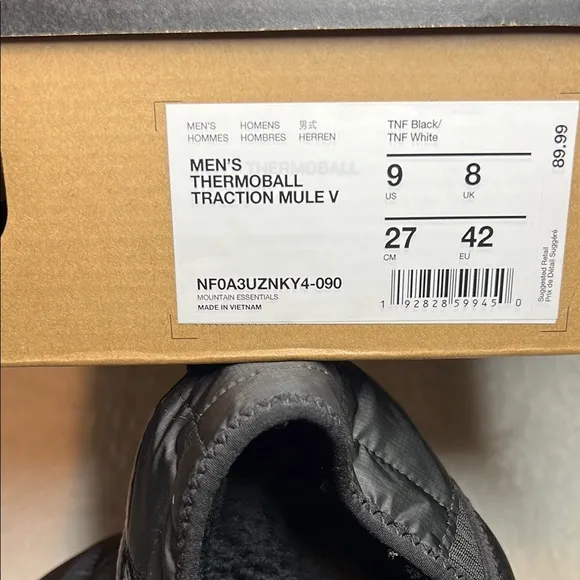 MEN'S HOMENS 男式
HOMMES HOMBRES HERREN
MEN'S THERMOBALL
THERMOBALL
TRACTION MULE V
NF0A3UZNKY4-090
MOUNTAIN ESSENTIALS
MADE IN VIETNAM
TNF Black/
TNF White
9 8
US UK
27 42
CM EU
1 92828 59945 0
89.99
Suggested Retail
Prix de Détail Suggéré